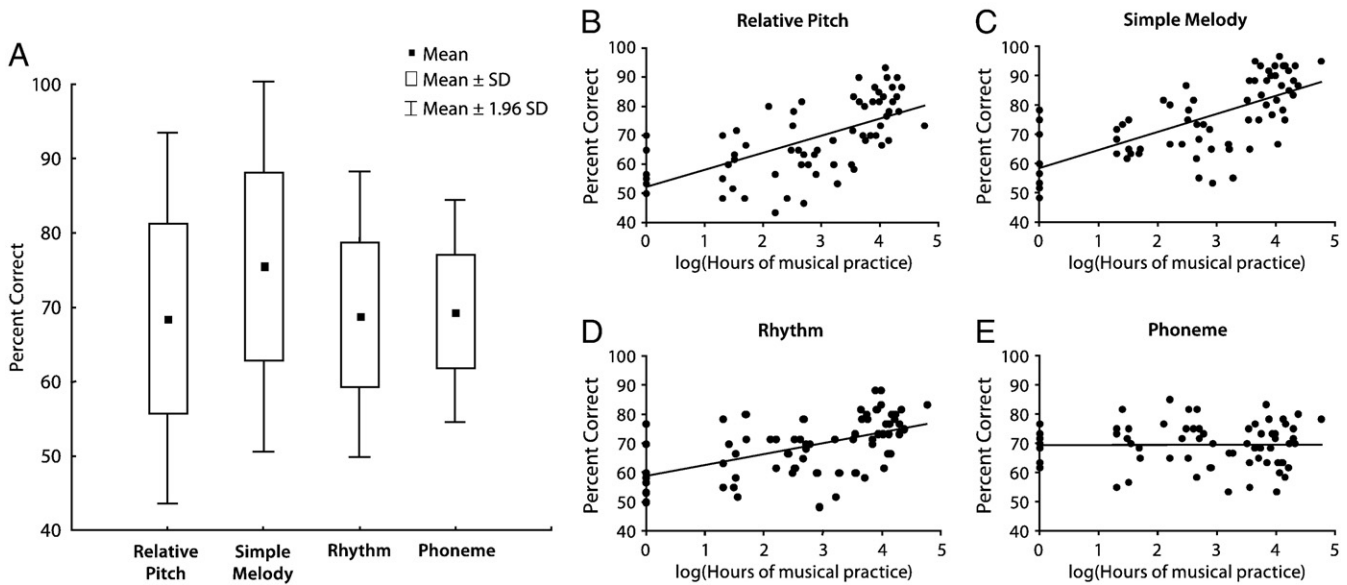 A
Mean
Mean ± SD
Mean ± 1.96 SD
Percent Correct
100
90
80
70
60
50
40
Relative
Pitch
Simple
Melody
Rhythm
Phoneme
B
Relative Pitch
Percent Correct
100
90
80
70
60
50
40
0 1 2 3 4 5
log(Hours of musical practice)
C
Simple Melody
Percent Correct
100
90
80
70
60
50
40
0 1 2 3 4 5
log(Hours of musical practice)
D
Rhythm
Percent Correct
100
90
80
70
60
50
40
0 1 2 3 4 5
log(Hours of musical practice)
E
Phoneme
Percent Correct
100
90
80
70
60
50
40
0 1 2 3 4 5
log(Hours of musical practice)